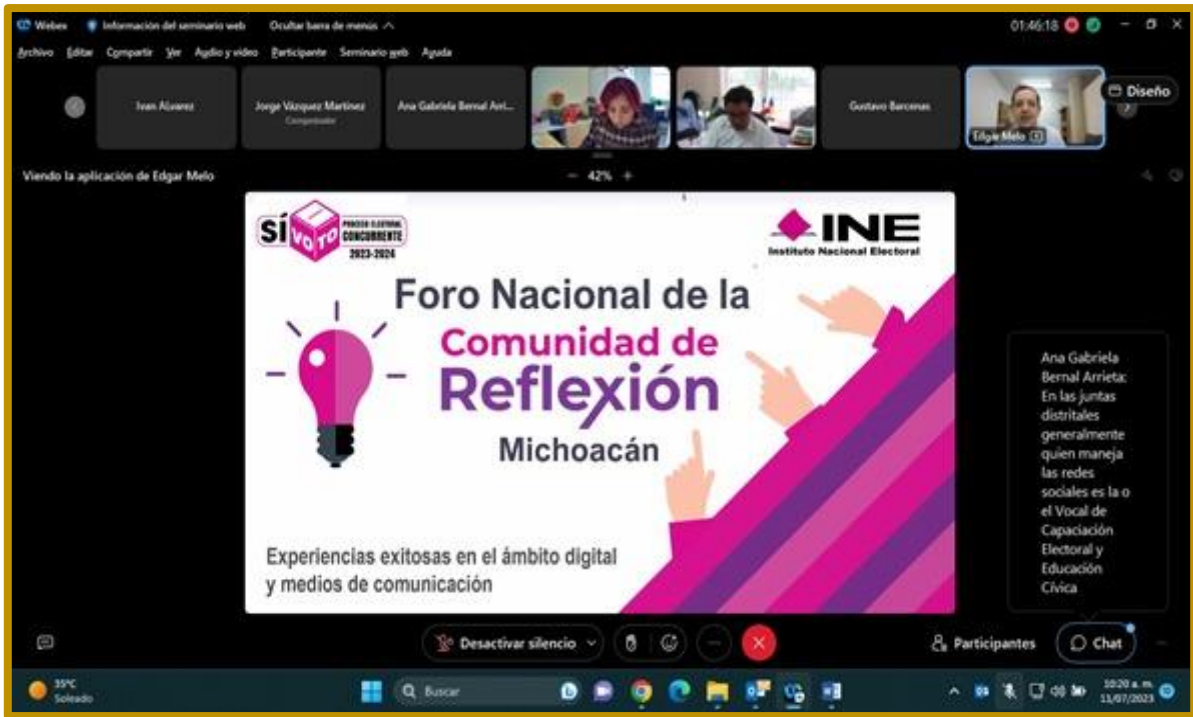 Webex Información del seminario web Ocultar barra de menús 01:46:18
Archivo Editar Compartir Ver Audio y video Participante Seminario web Ayuda
Ivan Alvarez
Jorge Vázquez Martínez
Compresador
Ana Gabriela Bernal Arri...
Gustavo Barcenas
Edgar Melo
Diseño
Viendo la aplicación de Edgar Melo
42%
SÍ VOTO PROCESO ELECTORAL
CONCURRENTE
2023-2024
INE
Instituto Nacional Electoral
Foro Nacional de la
Comunidad de
Reflexión
Michoacán
Experiencias exitosas en el ámbito digital
y medios de comunicación
Ana Gabriela
Bernal Arrieta:
En las juntas
distritales
generalmente
quien maneja
las redes
sociales es la o
el Vocal de
Capaciación
Electoral y
Educación
Cívica
Desactivar silencio
Participantes
Chat
35°C
Soleado
Buscar
10:20 a. m.
11/07/2023